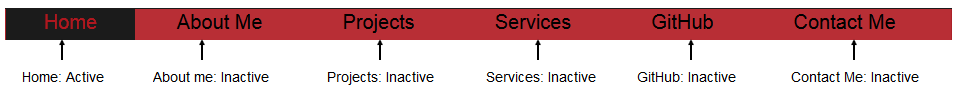 Home About Me Projects Services GitHub Contact Me
Home: Active About me: Inactive Projects: Inactive Services: Inactive GitHub: Inactive Contact Me: Inactive